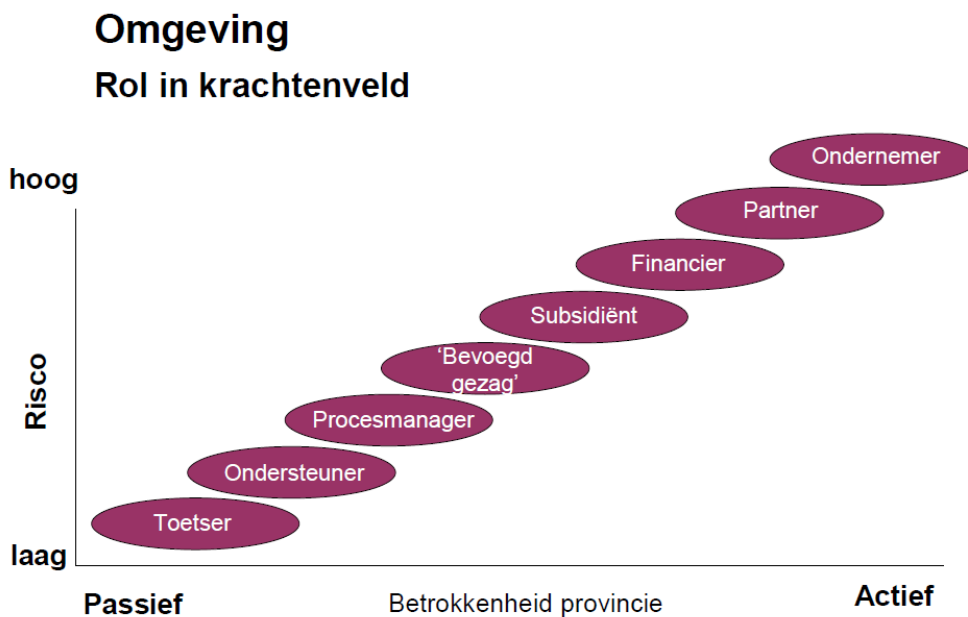 Omgeving
Rol in krachtenveld
hoog
Ondernemer
Partner
Financier
Subsidiënt
‘Bevoegd
gezag’
Risco
Procesmanager
Ondersteuner
Toetser
laag
Passief
Betrokkenheid provincie
Actief